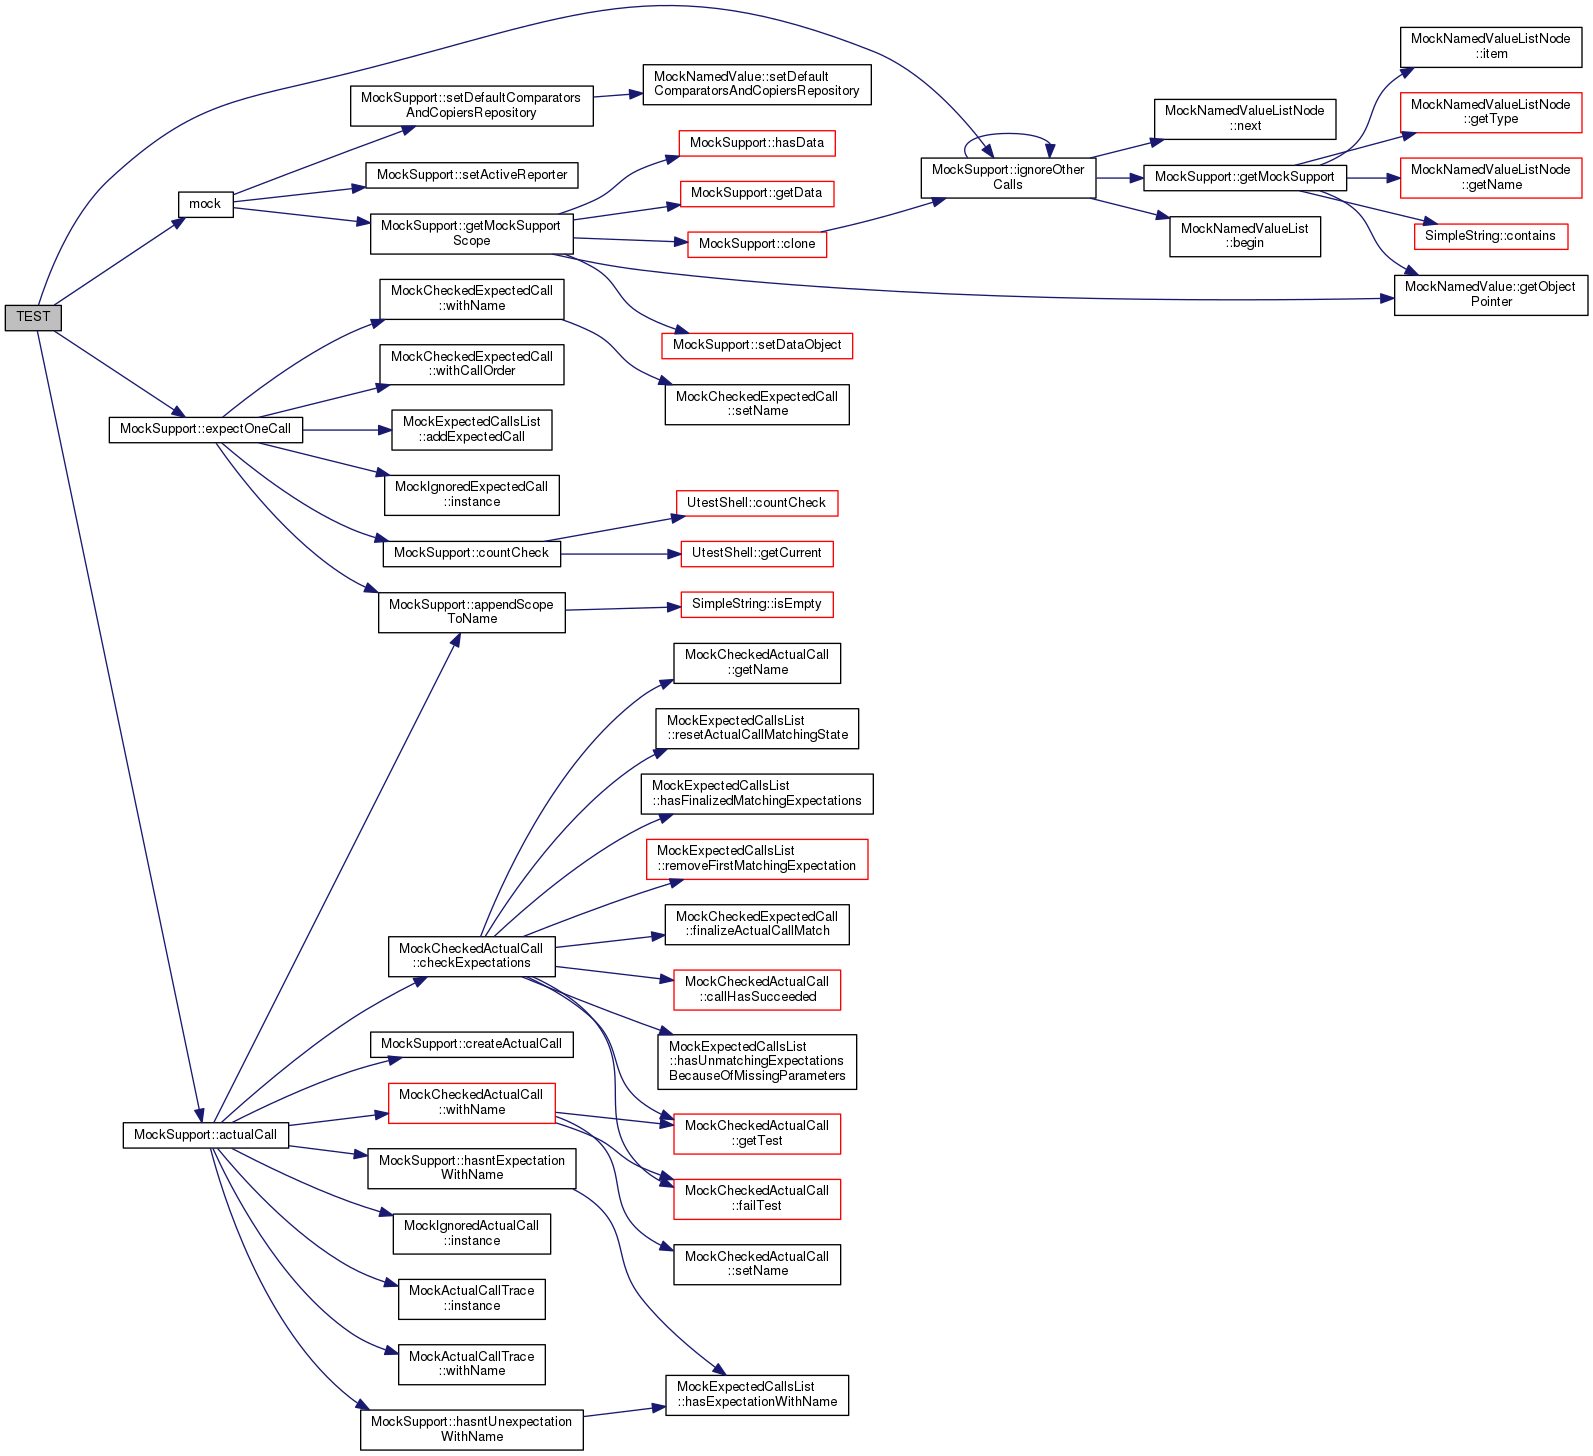 TEST
mock
MockSupport::expectOneCall
MockSupport::actualCall
MockSupport::setDefaultComparators
AndCopiersRepository
MockSupport::setActiveReporter
MockSupport::getMockSupport
Scope
MockCheckedExpectedCall
::withName
MockCheckedExpectedCall
::withCallOrder
MockExpectedCallsList
::addExpectedCall
MockIgnoredExpectedCall
::instance
MockSupport::countCheck
MockSupport::appendScope
ToName
MockCheckedActualCall
::checkExpectations
MockSupport::createActualCall
MockCheckedActualCall
::withName
MockSupport::hasntExpectation
WithName
MockIgnoredActualCall
::instance
MockActualCallTrace
::instance
MockActualCallTrace
::withName
MockSupport::hasntUnexpectation
WithName
MockNamedValue::setDefault
ComparatorsAndCopiersRepository
MockSupport::hasData
MockSupport::getData
MockSupport::clone
MockSupport::setDataObject
MockCheckedExpectedCall
::setName
UtestShell::countCheck
UtestShell::getCurrent
SimpleString::isEmpty
MockCheckedActualCall
::getName
MockExpectedCallsList
::resetActualCallMatchingState
MockExpectedCallsList
::hasFinalizedMatchingExpectations
MockExpectedCallsList
::removeFirstMatchingExpectation
MockCheckedExpectedCall
::finalizeActualCallMatch
MockCheckedActualCall
::callHasSucceeded
MockExpectedCallsList
::hasUnmatchingExpectations
BecauseOfMissingParameters
MockCheckedActualCall
::getTest
MockCheckedActualCall
::failTest
MockCheckedActualCall
::setName
MockExpectedCallsList
::hasExpectationWithName
MockSupport::ignoreOther
Calls
MockNamedValueListNode
::next
MockSupport::getMockSupport
MockNamedValueList
::begin
MockNamedValueListNode
::item
MockNamedValueListNode
::getType
MockNamedValueListNode
::getName
SimpleString::contains
MockNamedValue::getObject
Pointer